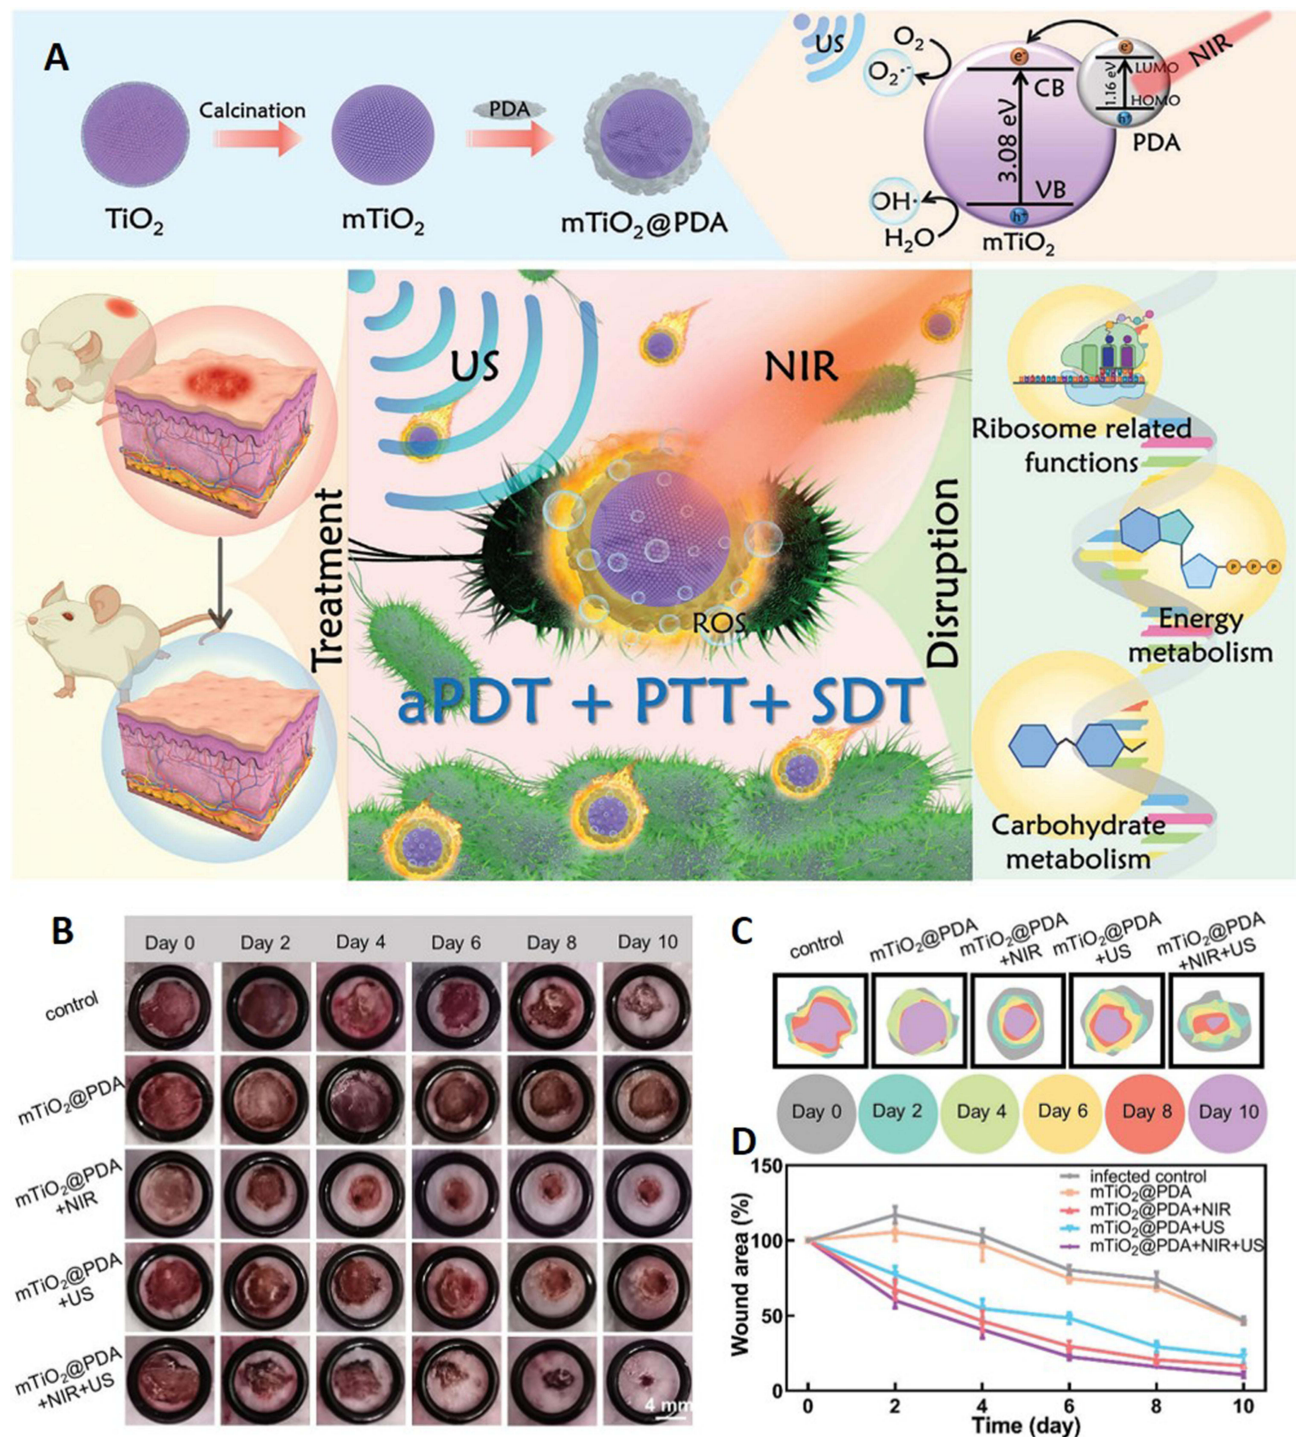 A
Calcination
PDA
TiO₂
mTiO₂
mTiO₂@PDA
US
O₂
O₂·⁻
e⁻
CB
3.08 eV
VB
h⁺
OH·
H₂O
mTiO₂
e⁻
LUMO
1.16 eV
HOMO
h⁺
PDA
NIR
Treatment
US
NIR
ROS
aPDT + PTT+ SDT
Disruption
Ribosome related
functions
P P P
Energy
metabolism
Carbohydrate
metabolism
B
Day 0 Day 2 Day 4 Day 6 Day 8 Day 10
control
mTiO₂@PDA
mTiO₂@PDA
+NIR
mTiO₂@PDA
+US
mTiO₂@PDA
+NIR+US
4 mm
C
control
mTiO₂@PDA
mTiO₂@PDA
+NIR
mTiO₂@PDA
+US
mTiO₂@PDA
+NIR+US
Day 0 Day 2 Day 4 Day 6 Day 8 Day 10
D
Wound area (%)
150
100
50
0
infected control
mTiO₂@PDA
mTiO₂@PDA+NIR
mTiO₂@PDA+US
mTiO₂@PDA+NIR+US
0 2 4 6 8 10
Time (day)